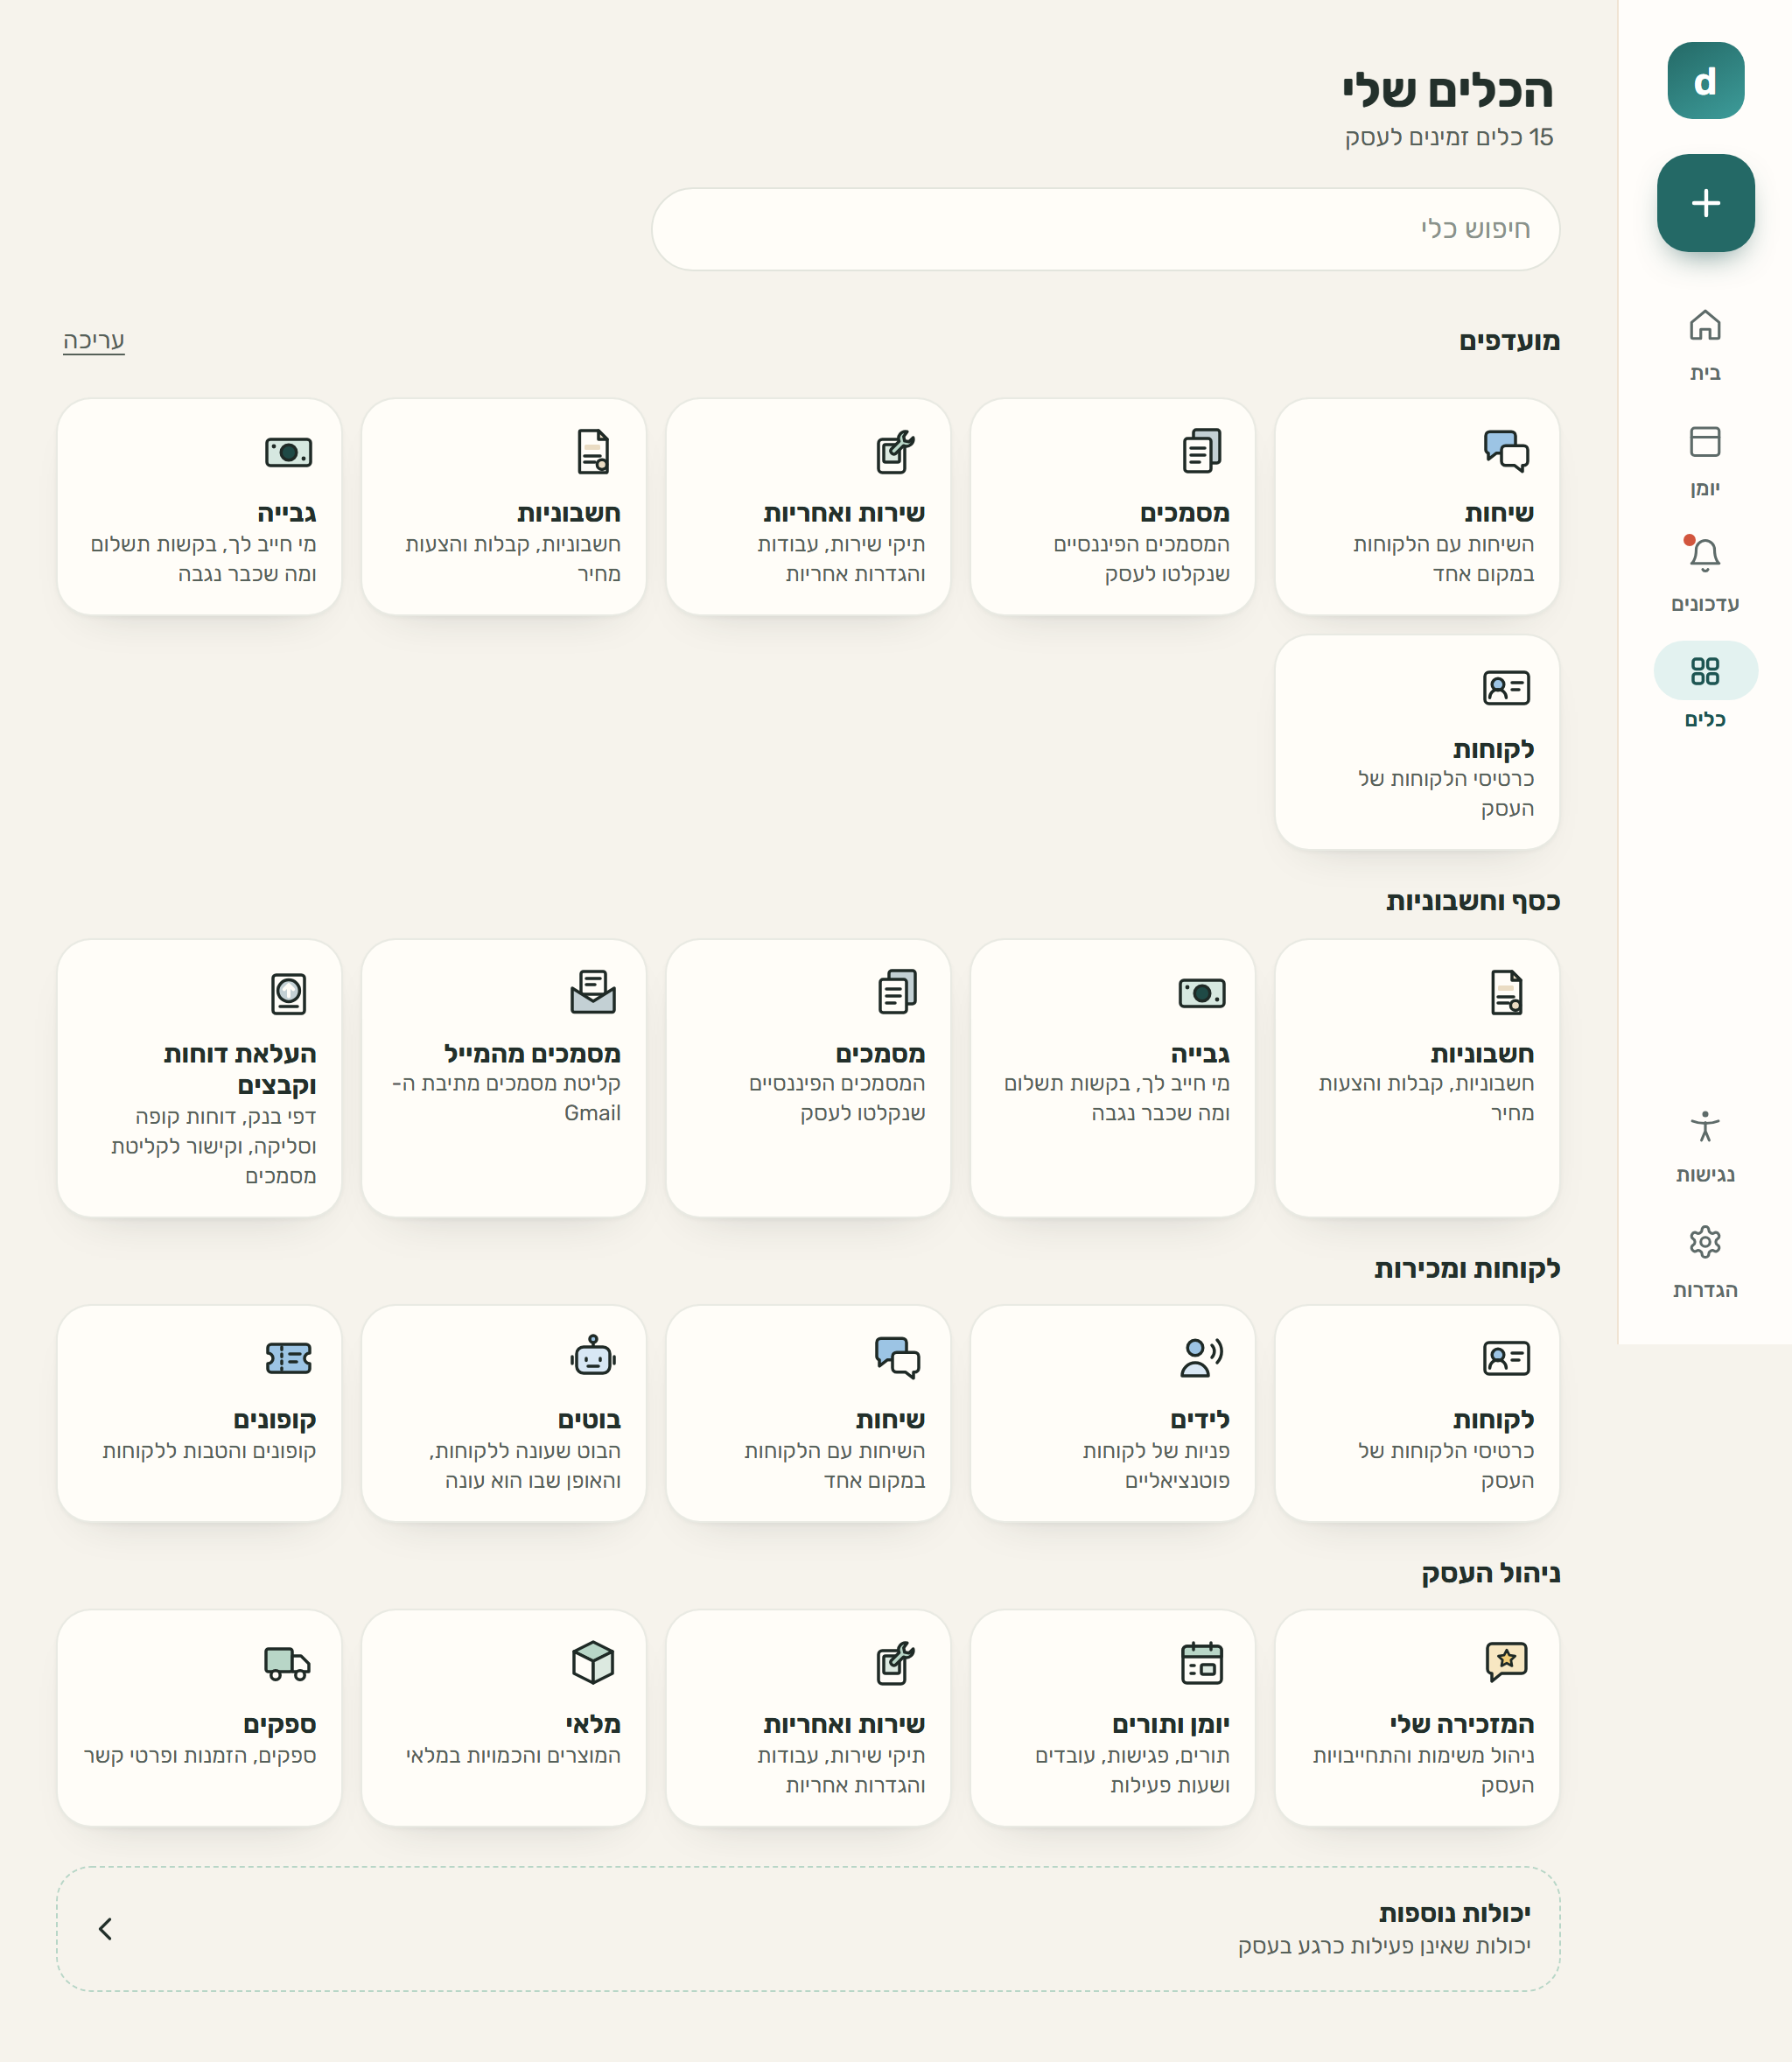 d
בית
יומן
עדכונים
כלים
נגישות
הגדרות
הכלים שלי
15 כלים זמינים לעסק
חיפוש כלי
מועדפים
עריכה
שיחות
השיחות עם הלקוחות
במקום אחד
מסמכים
המסמכים הפיננסיים
שנקלטו לעסק
שירות ואחריות
תיקי שירות, עבודות
והגדרות אחריות
חשבוניות
חשבוניות, קבלות והצעות
מחיר
גבייה
מי חייב לך, בקשות תשלום
ומה שכבר נגבה
לקוחות
כרטיסי הלקוחות של
העסק
כסף וחשבוניות
חשבוניות
חשבוניות, קבלות והצעות
מחיר
גבייה
מי חייב לך, בקשות תשלום
ומה שכבר נגבה
מסמכים
המסמכים הפיננסיים
שנקלטו לעסק
מסמכים מהמייל
קליטת מסמכים מתיבת ה-
Gmail
העלאת דוחות
וקבצים
דפי בנק, דוחות קופה
וסליקה, וקישור לקליטת
מסמכים
לקוחות ומכירות
לקוחות
כרטיסי הלקוחות של
העסק
לידים
פניות של לקוחות
פוטנציאליים
שיחות
השיחות עם הלקוחות
במקום אחד
בוטים
הבוט שעונה ללקוחות,
והאופן שבו הוא עונה
קופונים
קופונים והטבות ללקוחות
ניהול העסק
המזכירה שלי
ניהול משימות והתחייבויות
העסק
יומן ותורים
תורים, פגישות, עובדים
ושעות פעילות
שירות ואחריות
תיקי שירות, עבודות
והגדרות אחריות
מלאי
המוצרים והכמויות במלאי
ספקים
ספקים, הזמנות ופרטי קשר
יכולות נוספות
יכולות שאינן פעילות כרגע בעסק